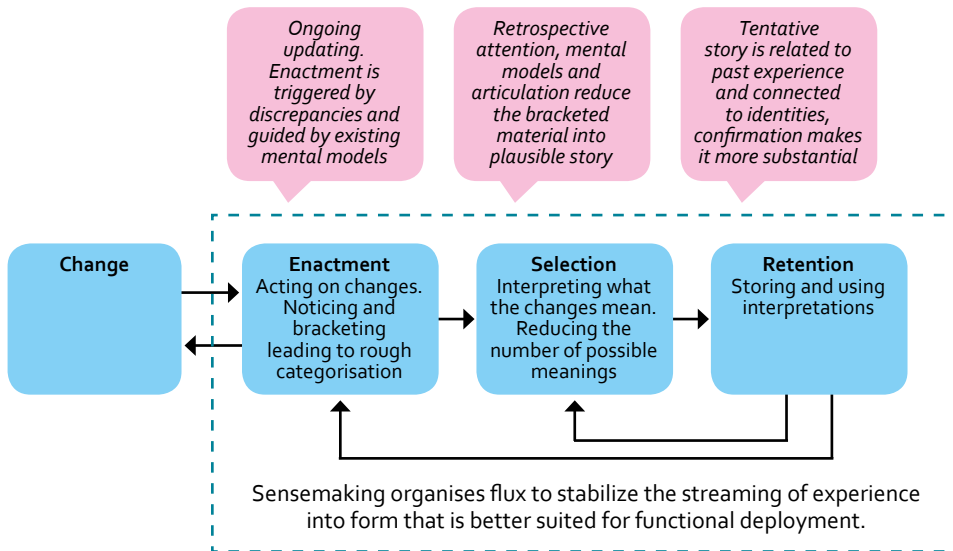 Ongoing
updating.
Enactment is
triggered by
discrepancies and
guided by existing
mental models
Retrospective
attention, mental
models and
articulation reduce
the bracketed
material into
plausible story
Tentative
story is related to
past experience
and connected
to identities,
confirmation makes
it more substantial
Change
Enactment
Acting on changes.
Noticing and
bracketing
leading to rough
categorisation
Selection
Interpreting what
the changes mean.
Reducing the
number of possible
meanings
Retention
Storing and using
interpretations
Sensemaking organises flux to stabilize the streaming of experience
into form that is better suited for functional deployment.